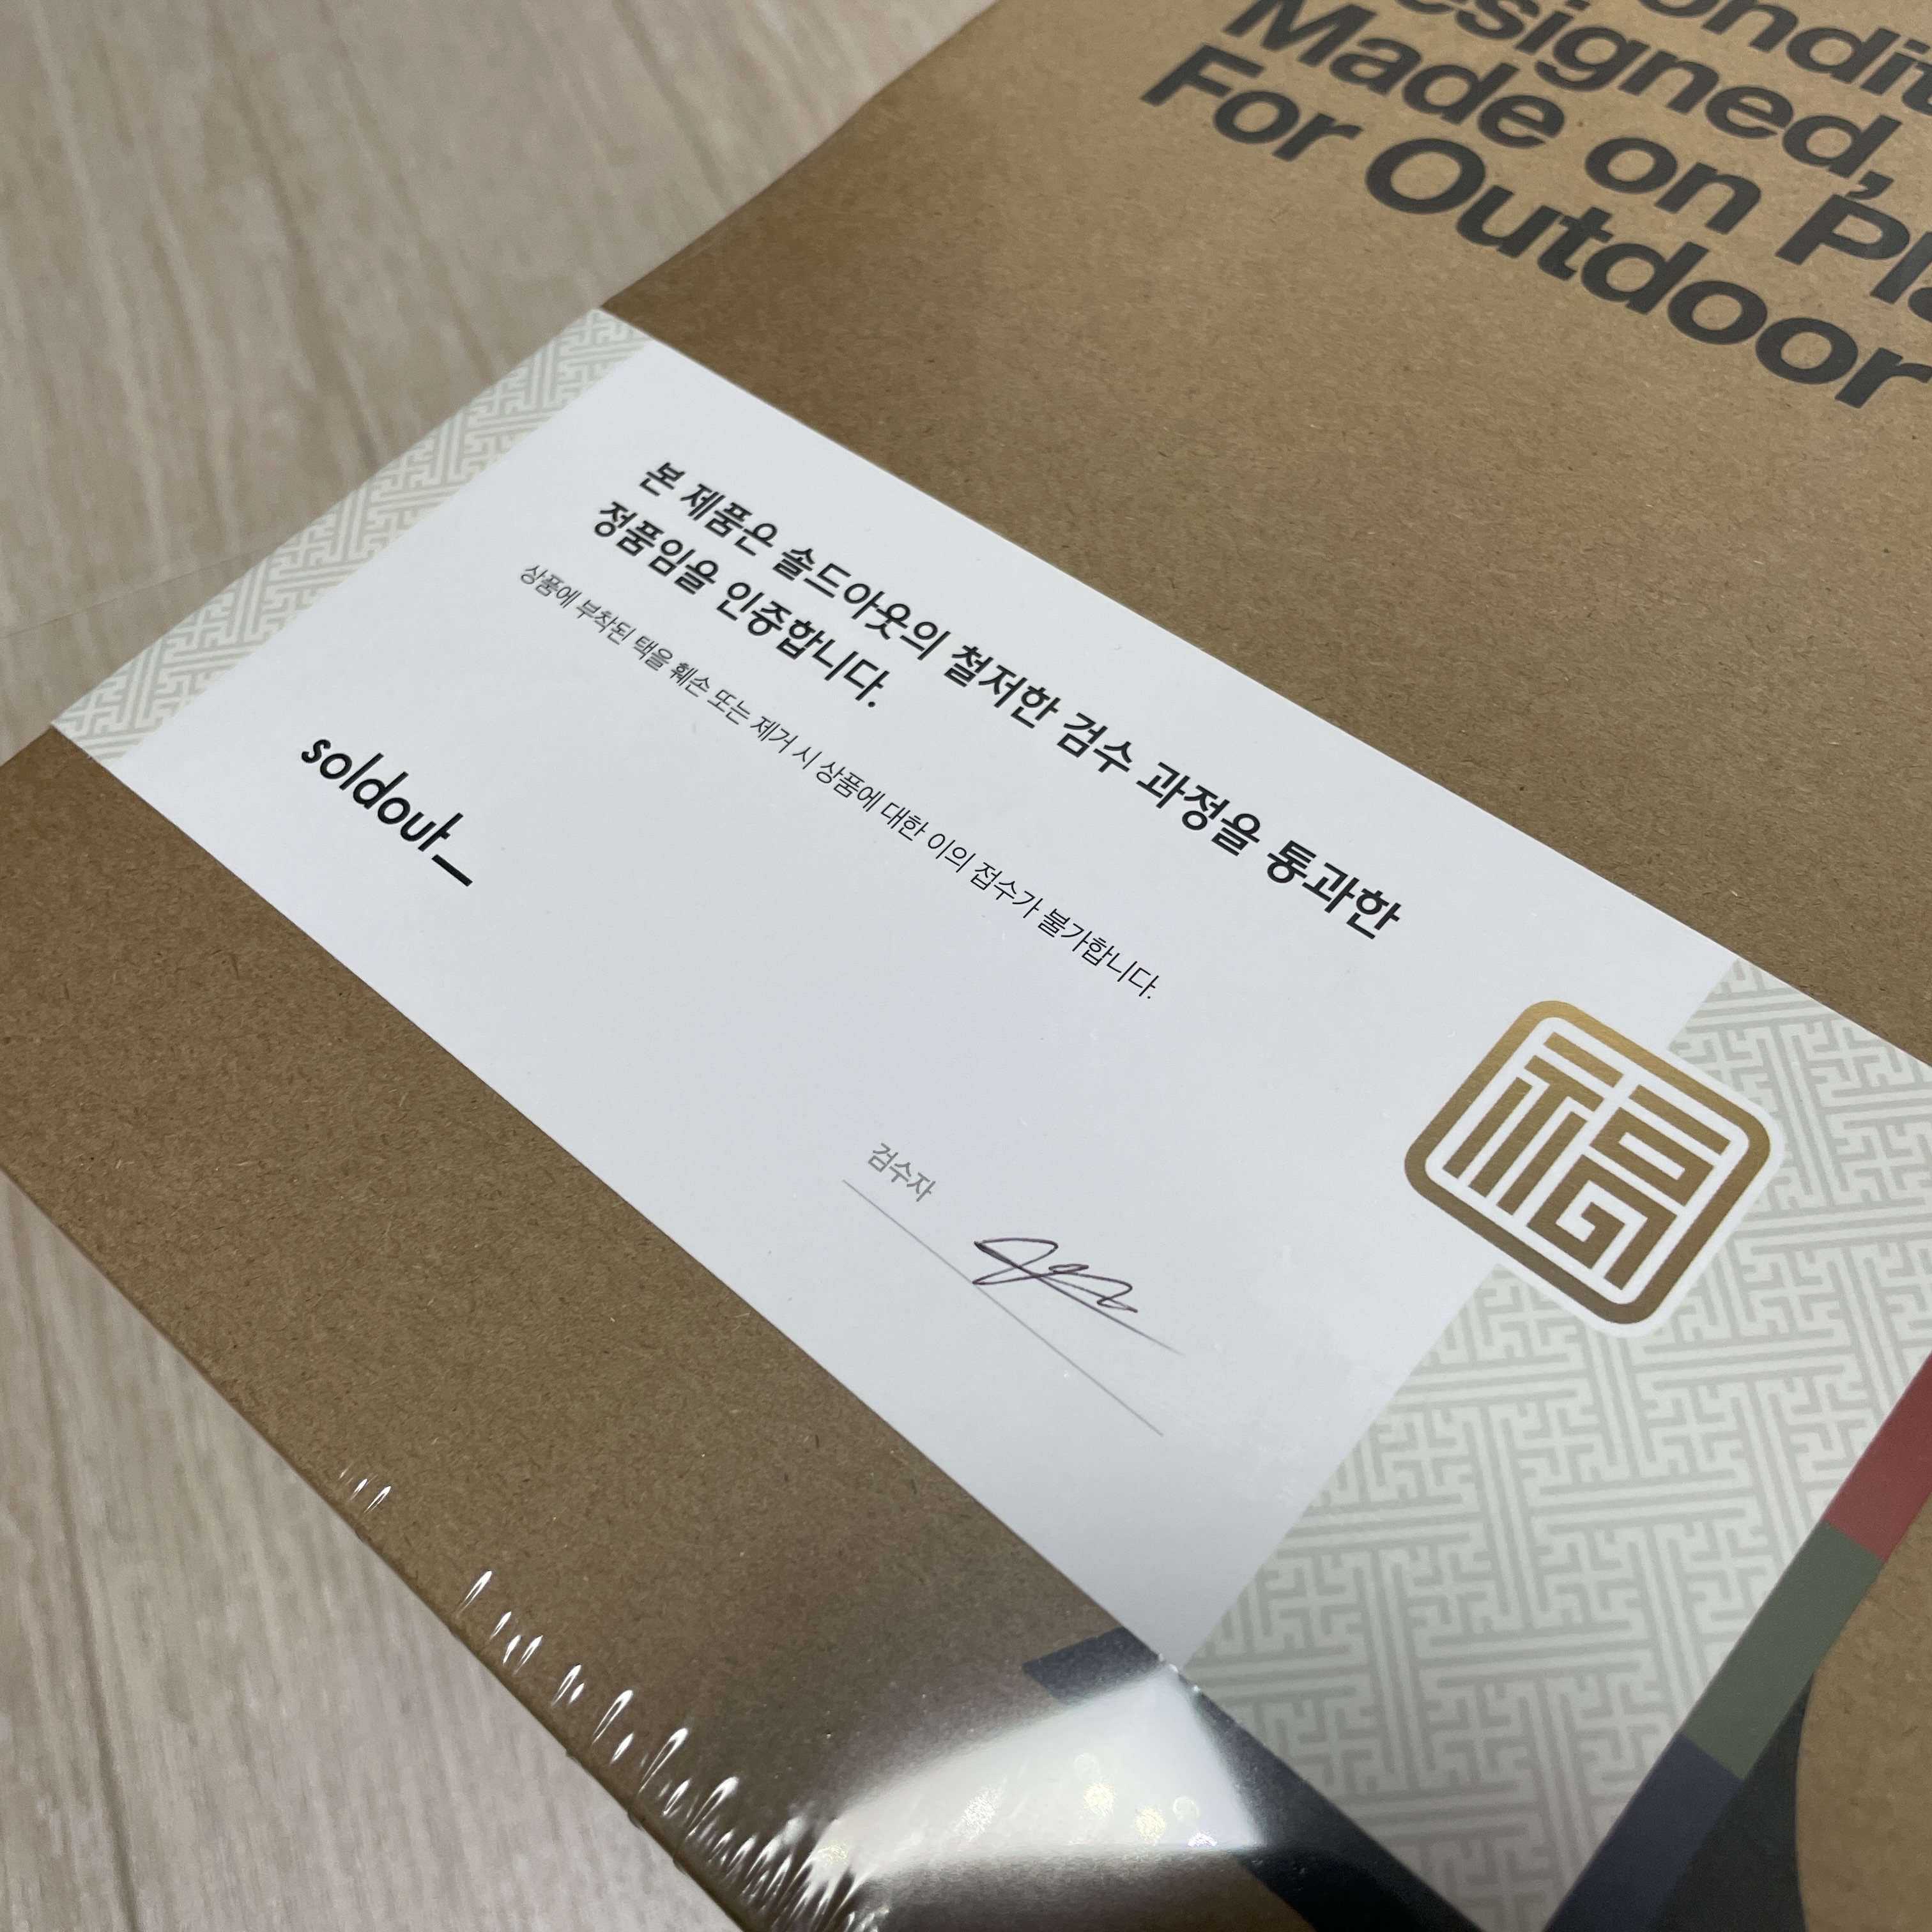 Made on
For Outdoor
본 제품은 솔드아웃의 철저한 검수 과정을 통과한
정품임을 인증합니다.
상품에 부착된 택을 훼손 또는 제거 시 상품에 대한 이의 접수가 불가합니다.
soldout_
검수자
福